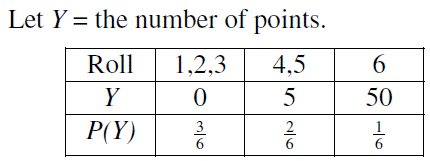 Let Y = the number of points.
Roll 1,2,3 4,5 6
Y 0 5 50
P(Y) 3/6 2/6 1/6